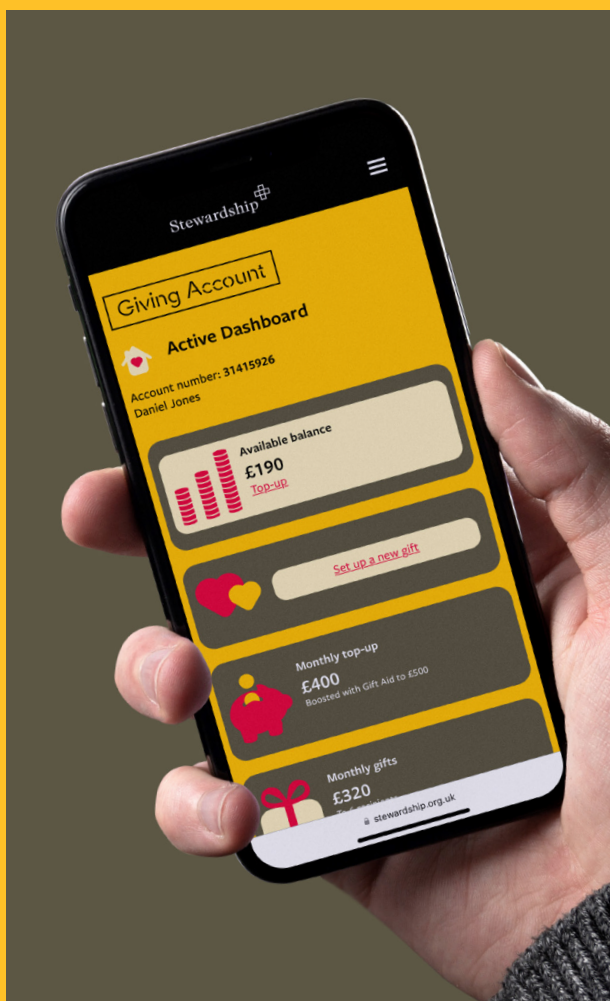 Stewardship
Giving Account
Active Dashboard
Account number: 31415926
Daniel Jones
Available balance
£190
Top-up
Set up a new gift
Monthly top-up
£400
Boosted with Gift Aid to £500
Monthly gifts
£320
stewardship.org.uk